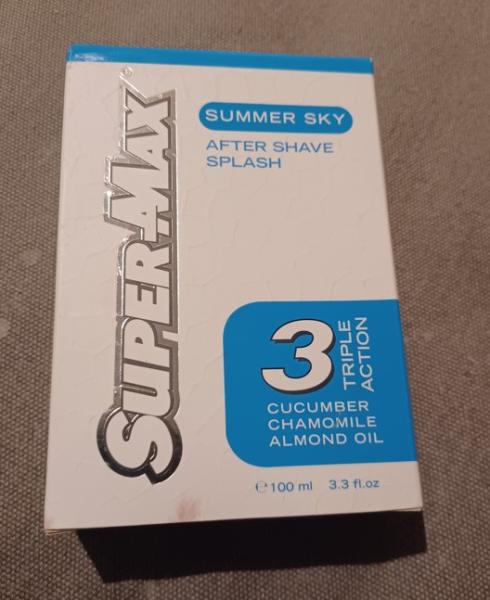 SUPER-MAX®
SUMMER SKY
AFTER SHAVE
SPLASH
3
TRIPLE
ACTION
CUCUMBER
CHAMOMILE
ALMOND OIL
℮100 ml 3.3 fl.oz